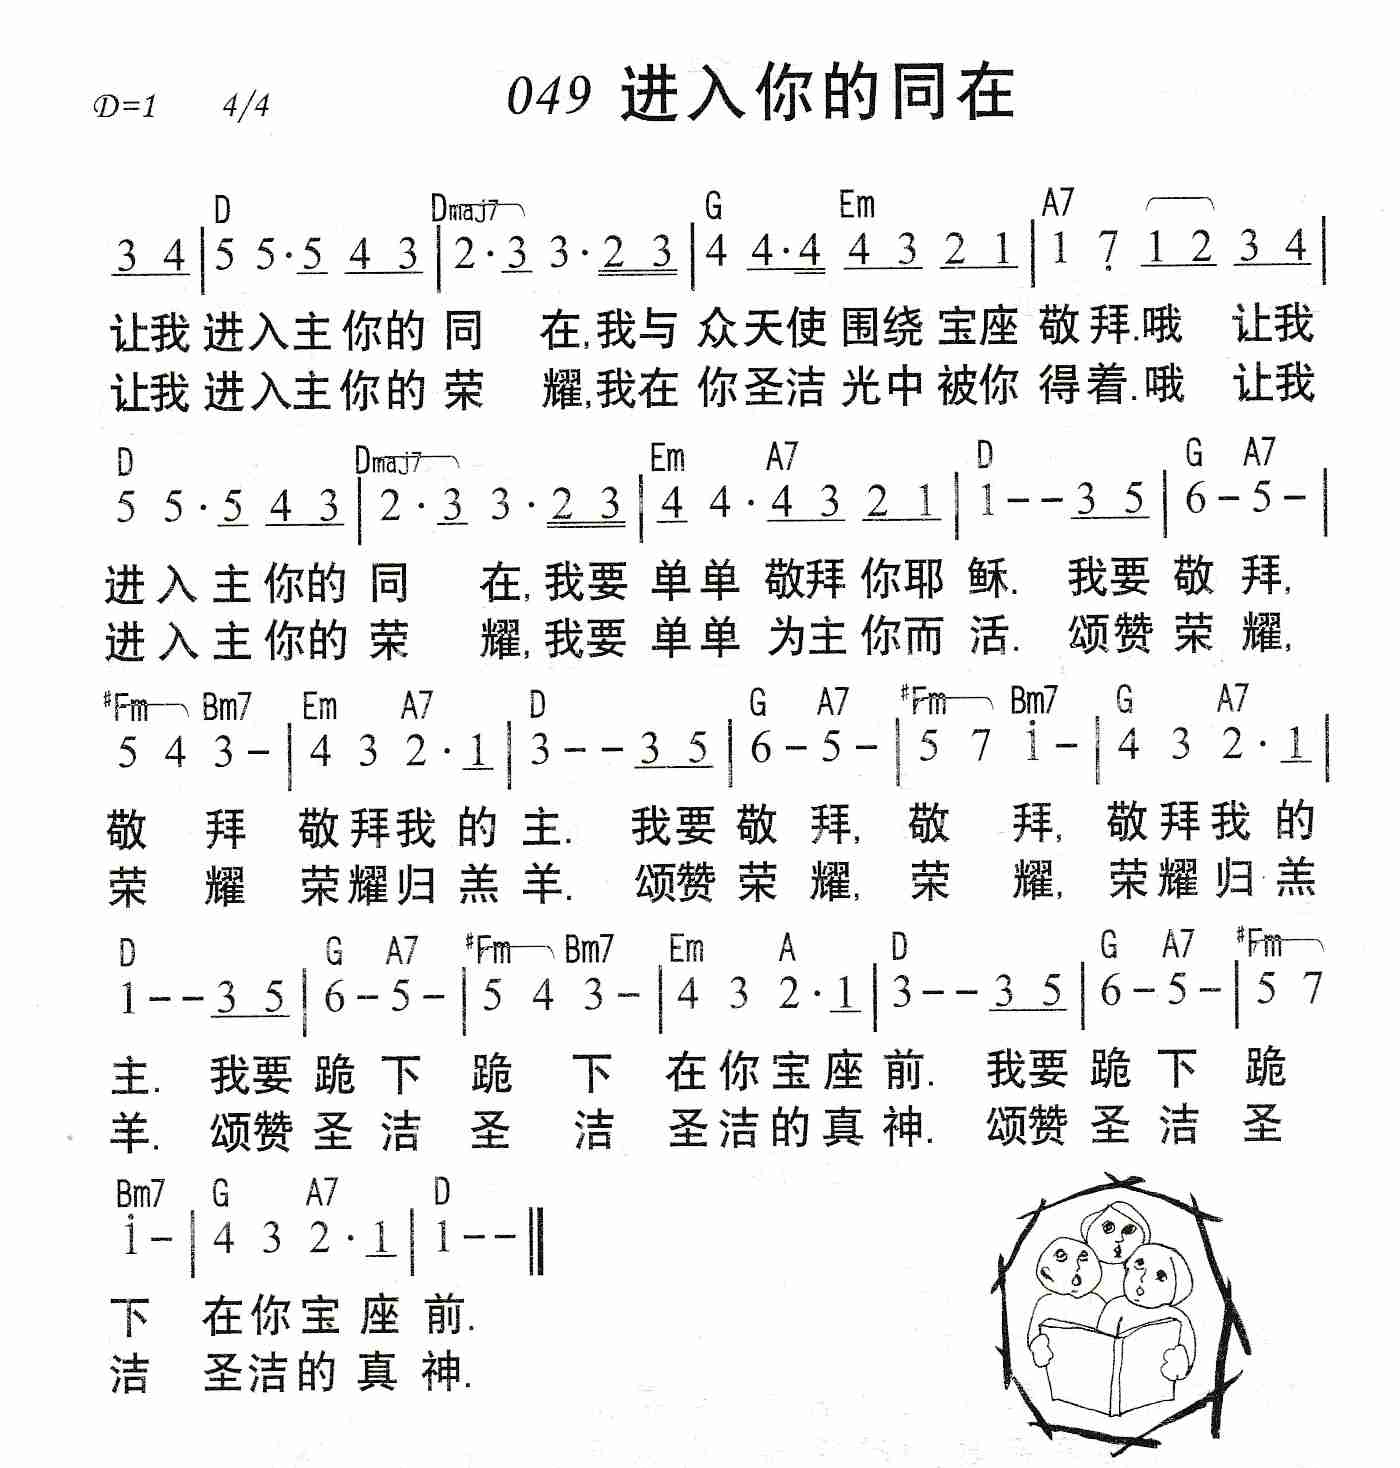 D=1 4/4 049 进入你的同在
D Dmaj7 G Em A7
3 4 | 5 5·5 4 3 | 2·3 3·2 3 | 4 4·4 4 3 2 1 | 1 7̣ 1 2 3 4 |
让我 进入主你的 同 在,我与 众天使 围绕 宝座 敬拜.哦 让我
让我 进入主你的 荣 耀,我在 你圣洁 光中 被你 得着.哦 让我
D Dmaj7 Em A7 D G A7
5 5·5 4 3 | 2·3 3·2 3 | 4 4·4 3 2 1 | 1--3 5 | 6-5- |
进入 主 你的 同 在,我要 单单 敬拜 你耶 稣. 我要 敬 拜,
进入 主 你的 荣 耀,我要 单单 为主 你而 活. 颂赞 荣 耀,
#Fm Bm7 Em A7 D G A7 #Fm Bm7 G A7
5 4 3- | 4 3 2·1 | 3--3 5 | 6-5- | 5 7 i- | 4 3 2·1 |
敬 拜 敬拜我 的 主. 我要 敬 拜, 敬 拜, 敬拜我 的
荣 耀 荣耀归 羔 羊. 颂赞 荣 耀, 荣 耀, 荣耀归 羔
D G A7 #Fm Bm7 Em A D G A7 #Fm
1--3 5 | 6-5- | 5 4 3- | 4 3 2·1 | 3--3 5 | 6-5- | 5 7
主. 我要 跪 下 跪 下 在你宝座 前. 我要 跪 下 跪
羊. 颂赞 圣 洁 圣 洁 圣洁的真 神. 颂赞 圣 洁 圣
Bm7 G A7 D
i- | 4 3 2·1 | 1-- ‖
下 在你宝 座 前.
洁 圣洁的 真 神.